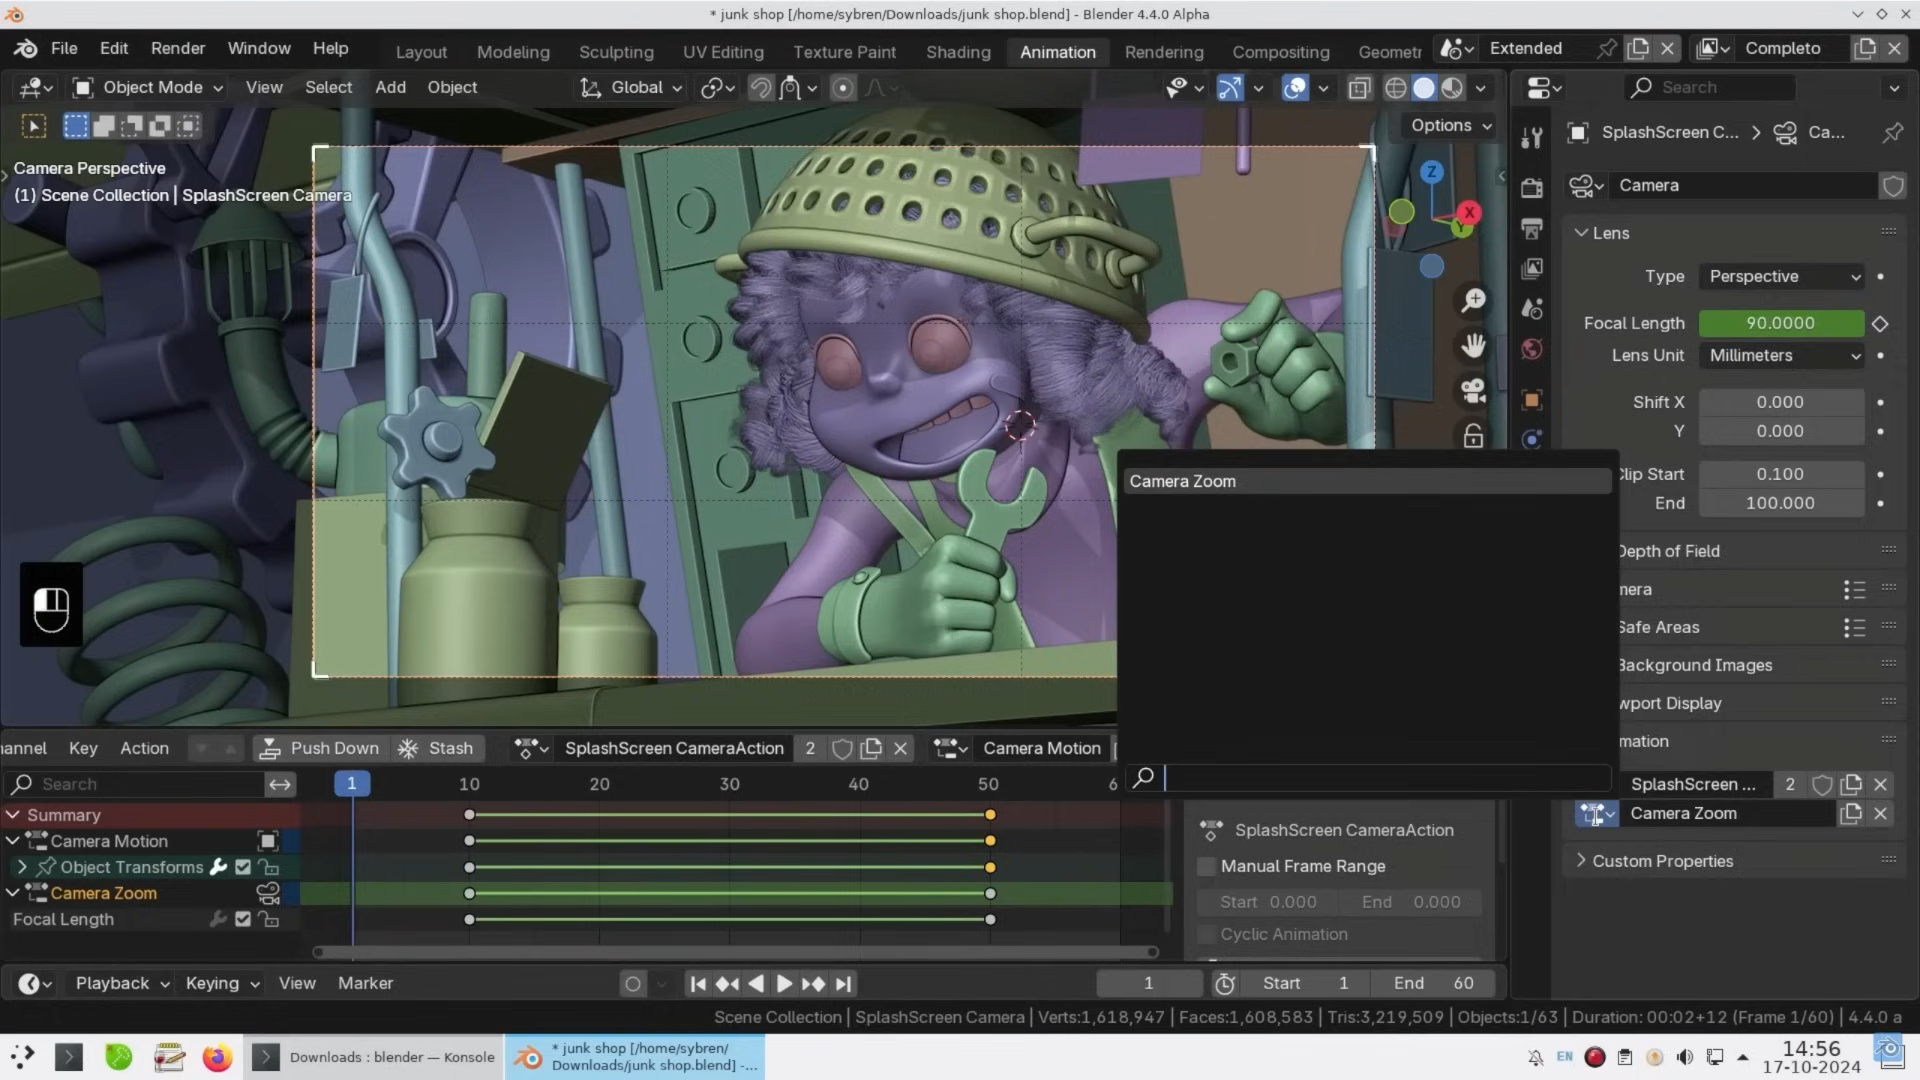 * junk shop [/home/sybren/Downloads/junk shop.blend] - Blender 4.4.0 Alpha
File Edit Render Window Help Layout Modeling Sculpting UV Editing Texture Paint Shading Animation Rendering Compositing Geometr Extended Completo
Object Mode View Select Add Object Global Search
Options
SplashScreen C... Ca...
Camera Perspective
(1) Scene Collection | SplashScreen Camera
Z
X
Y
Camera
Lens
Type Perspective
Focal Length 90.0000
Lens Unit Millimeters
Shift X 0.000
Y 0.000
Clip Start 0.100
End 100.000
Camera Zoom
Depth of Field
mera
Safe Areas
Background Images
wport Display
mation
SplashScreen ... 2
Camera Zoom
Custom Properties
annel Key Action Push Down Stash SplashScreen CameraAction 2 Camera Motion
Search 1 10 20 30 40 50 6
Summary
Camera Motion
Object Transforms
Camera Zoom
Focal Length
SplashScreen CameraAction
Manual Frame Range
Start 0.000 End 0.000
Cyclic Animation
Playback Keying View Marker 1 Start 1 End 60
Scene Collection | SplashScreen Camera | Verts:1,618,947 | Faces:1,608,583 | Tris:3,219,509 | Objects:1/63 | Duration: 00:02+12 (Frame 1/60) | 4.4.0 a
Downloads : blender — Konsole
* junk shop [/home/sybren/
Downloads/junk shop.blend] -...
EN
14:56
17-10-2024